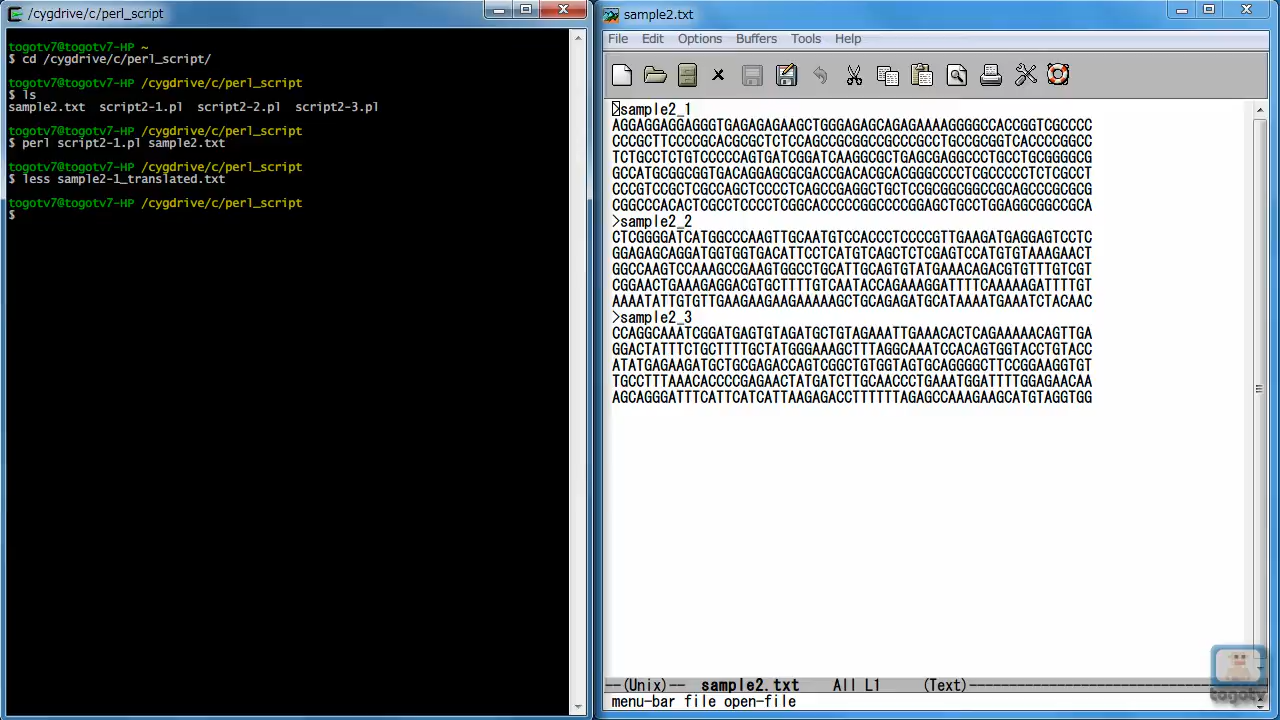 /cygdrive/c/perl_script
togotv7@togotv7-HP ~
$ cd /cygdrive/c/perl_script/
togotv7@togotv7-HP /cygdrive/c/perl_script
$ ls
sample2.txt script2-1.pl script2-2.pl script2-3.pl
togotv7@togotv7-HP /cygdrive/c/perl_script
$ perl script2-1.pl sample2.txt
togotv7@togotv7-HP /cygdrive/c/perl_script
$ less sample2-1_translated.txt
togotv7@togotv7-HP /cygdrive/c/perl_script
$
sample2.txt
File Edit Options Buffers Tools Help
>sample2_1
AGGAGGAGGAGGGTGAGAGAGAAGCTGGGAGAGCAGAGAAAAGGGGCCACCGGTCGCCCC
CCCGCTTCCCCGCACGCGCTCTCCAGCCGCGGCCGCCCGCCTGCCGCGGTCACCCCGGCC
TCTGCCTCTGTCCCCCAGTGATCGGATCAAGGCGCTGAGCGAGGCCCTGCCTGCGGGGCG
GCCATGCGGCGGTGACAGGAGCGCGACCGACACGCACGGGCCCCTCGCCCCCTCTCGCCT
CCCGTCCGCTCGCCAGCTCCCCTCAGCCGAGGCTGCTCCGCGGCGGCCGCAGCCCGCGCG
CGGCCCACACTCGCCTCCCCTCGGCACCCCCGGCCCCGGAGCTGCCTGGAGGCGGCCGCA
>sample2_2
CTCGGGGATCATGGCCCAAGTTGCAATGTCCACCCTCCCCGTTGAAGATGAGGAGTCCTC
GGAGAGCAGGATGGTGGTGACATTCCTCATGTCAGCTCTCGAGTCCATGTGTAAAGAACT
GGCCAAGTCCAAAGCCGAAGTGGCCTGCATTGCAGTGTATGAAACAGACGTGTTTGTCGT
CGGAACTGAAAGAGGACGTGCTTTTGTCAATACCAGAAAGGATTTTCAAAAAGATTTTGT
AAAATATTGTGTTGAAGAAGAAGAAAAAGCTGCAGAGATGCATAAAATGAAATCTACAAC
>sample2_3
CCAGGCAAATCGGATGAGTGTAGATGCTGTAGAAATTGAAACACTCAGAAAAACAGTTGA
GGACTATTTCTGCTTTTGCTATGGGAAAGCTTTAGGCAAATCCACAGTGGTACCTGTACC
ATATGAGAAGATGCTGCGAGACCAGTCGGCTGTGGTAGTGCAGGGGCTTCCGGAAGGTGT
TGCCTTTAAACACCCCGAGAACTATGATCTTGCAACCCTGAAATGGATTTTGGAGAACAA
AGCAGGGATTTCATTCATCATTAAGAGACCTTTTTTAGAGCCAAAGAAGCATGTAGGTGG
--(Unix)-- sample2.txt All L1 (Text)
menu-bar file open-file
togotv